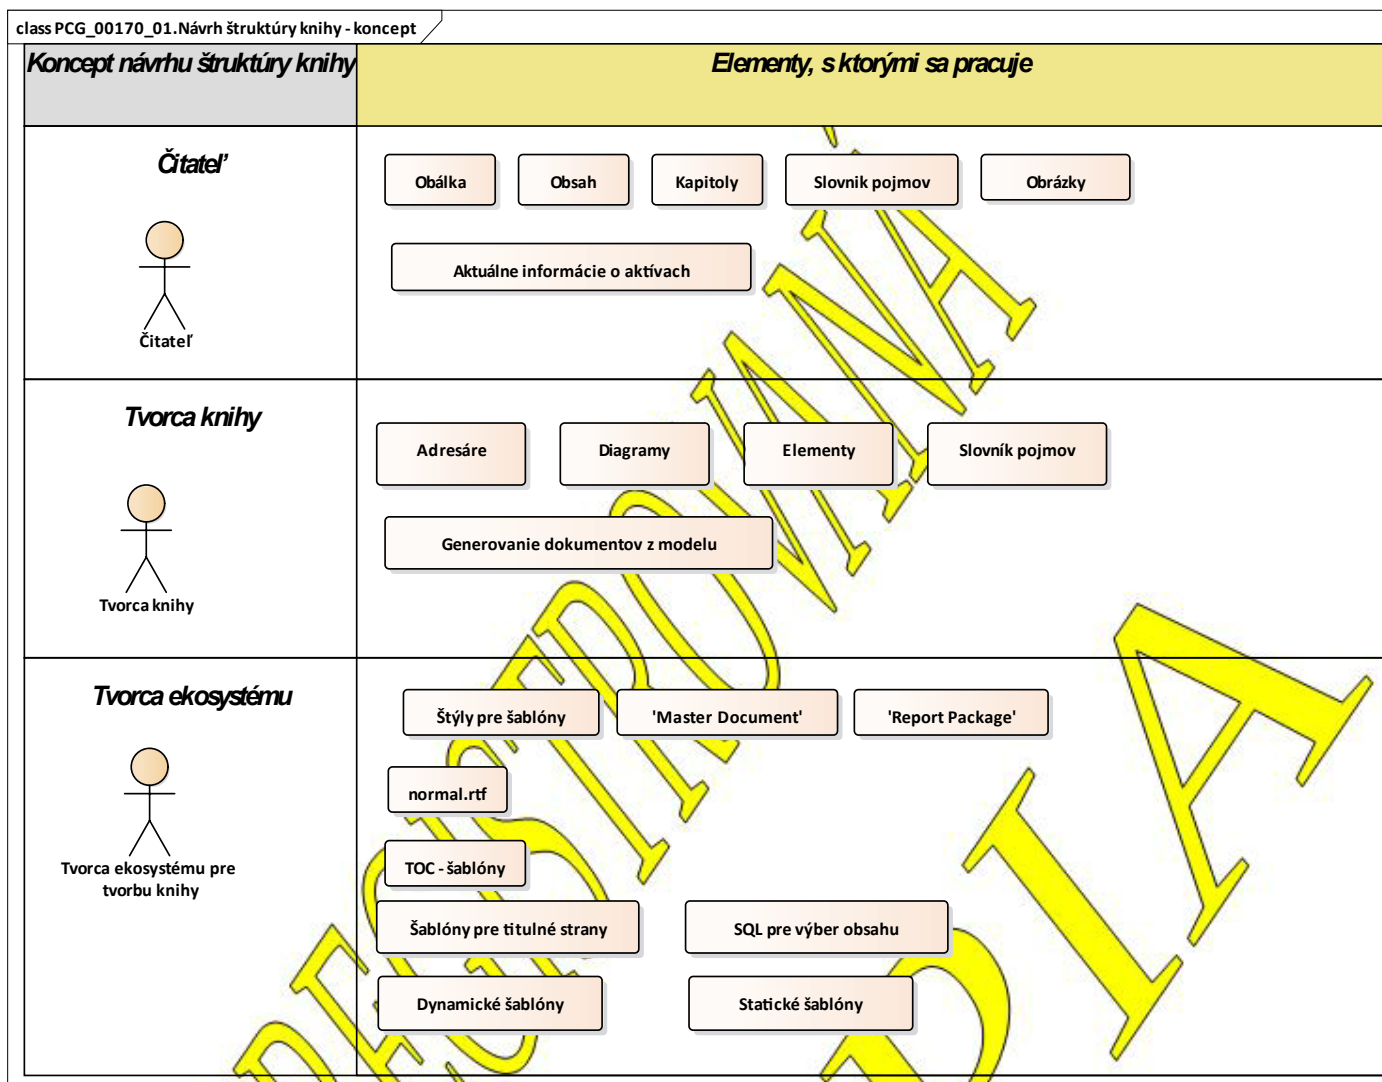 class PCG_00170_01.Návrh štruktúry knihy - koncept
Koncept návrhu štruktúry knihy
Elementy, s ktorými sa pracuje
Čitateľ
Obálka
Obsah
Kapitoly
Slovnik pojmov
Obrázky
Aktuálne informácie o aktívach
Čitateľ
Tvorca knihy
Adresáre
Diagramy
Elementy
Slovník pojmov
Generovanie dokumentov z modelu
Tvorca knihy
Tvorca ekosystému
Štýly pre šablóny
'Master Document'
'Report Package'
normal.rtf
TOC - šablóny
Tvorca ekosystému pre
tvorbu knihy
Šablóny pre titulné strany
SQL pre výber obsahu
Dynamické šablóny
Statické šablóny